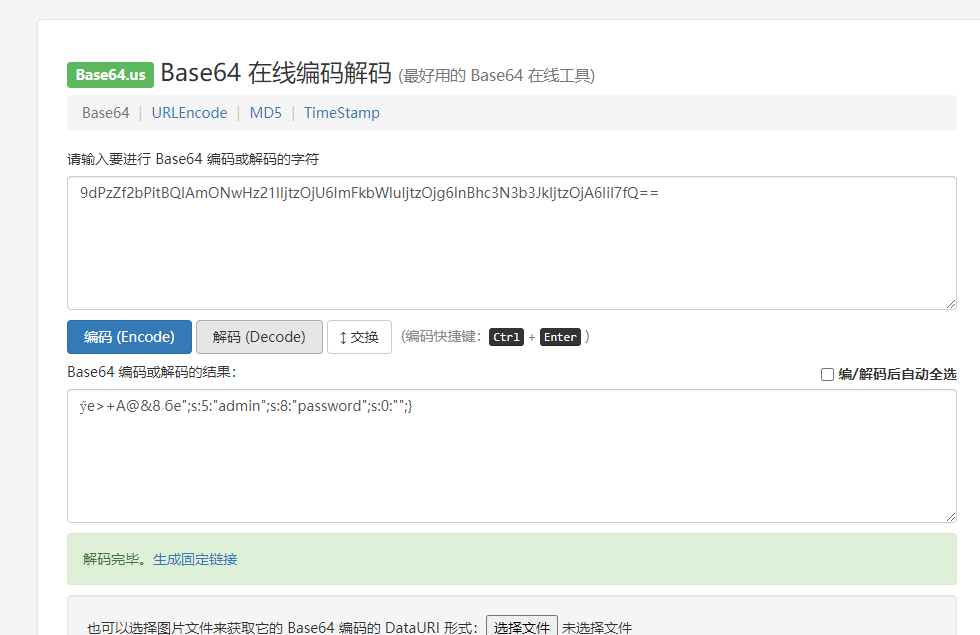 Base64.us Base64 在线编码解码 (最好用的 Base64 在线工具)
Base64 | URLEncode | MD5 | TimeStamp
请输入要进行 Base64 编码或解码的字符
9dPzZf2bPitBQIAmONwHz21lIjtzOjU6ImFkbWluIjtzOjg6InBhc3N3b3JkIjtzOjA6IiI7fQ==
编码 (Encode) 解码 (Decode) ↕ 交换 (编码快捷键: Ctrl + Enter )
Base64 编码或解码的结果: 编/解码后自动全选
ÿe>+A@&8.6e";s:5:"admin";s:8:"password";s:0:"";}
解码完毕。生成固定链接
也可以选择图片文件来获取它的 Base64 编码的 DataURI 形式: 选择文件 未选择文件